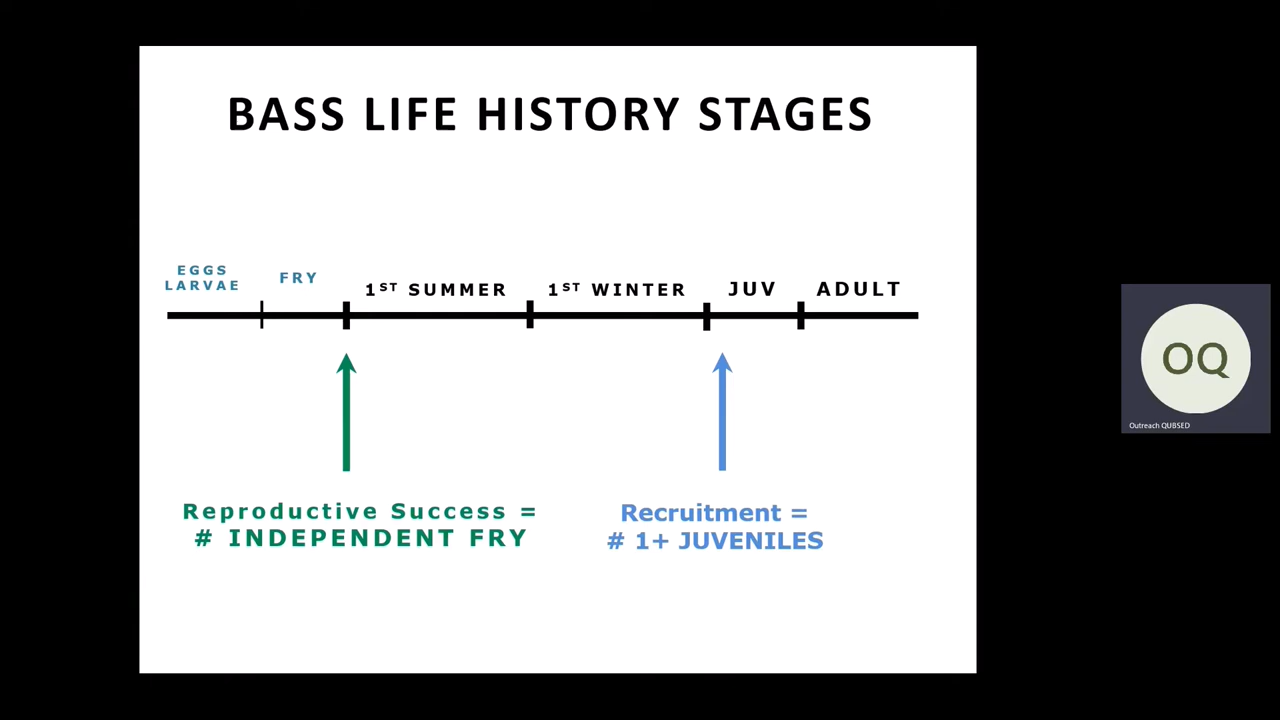 BASS LIFE HISTORY STAGES
EGGS
LARVAE
FRY
1ST SUMMER
1ST WINTER
JUV
ADULT
Reproductive Success =
# INDEPENDENT FRY
Recruitment =
# 1+ JUVENILES
OQ
Outreach QUBSED